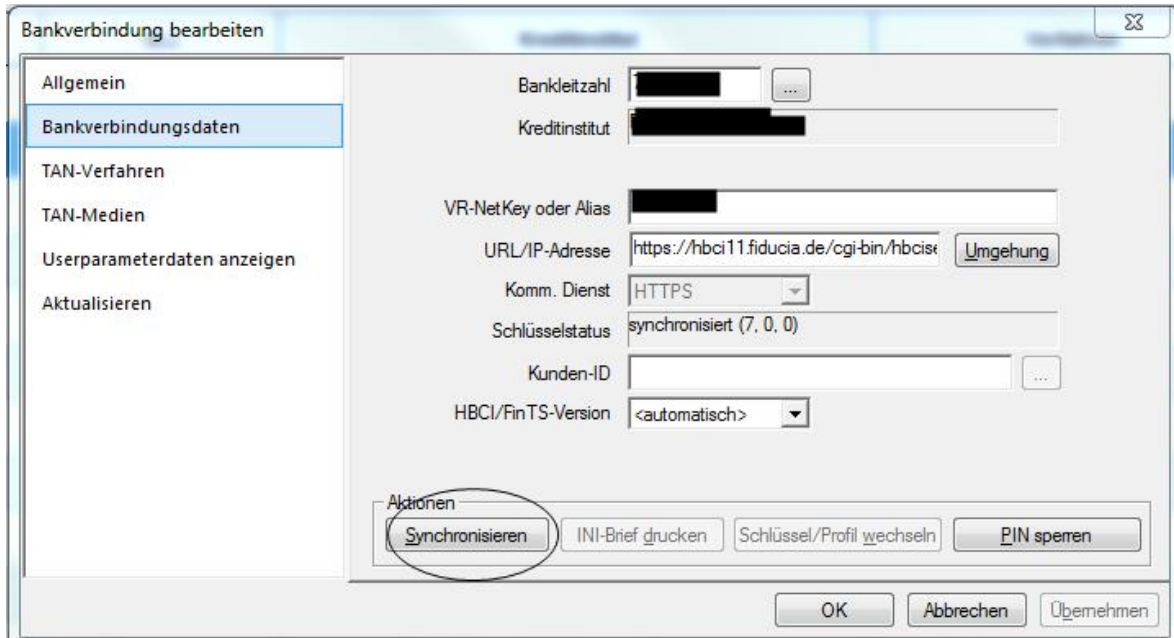 Bankverbindung bearbeiten
Allgemein
Bankverbindungsdaten
TAN-Verfahren
TAN-Medien
Userparameterdaten anzeigen
Aktualisieren
Bankleitzahl ...
Kreditinstitut
VR-NetKey oder Alias
URL/IP-Adresse https://hbci11.fiducia.de/cgi-bin/hbcise Umgehung
Komm. Dienst HTTPS
Schlüsselstatus synchronisiert (7, 0, 0)
Kunden-ID ...
HBCI/FinTS-Version <automatisch>
Aktionen
Synchronisieren INI-Brief drucken Schlüssel/Profil wechseln PIN sperren
OK Abbrechen Übernehmen